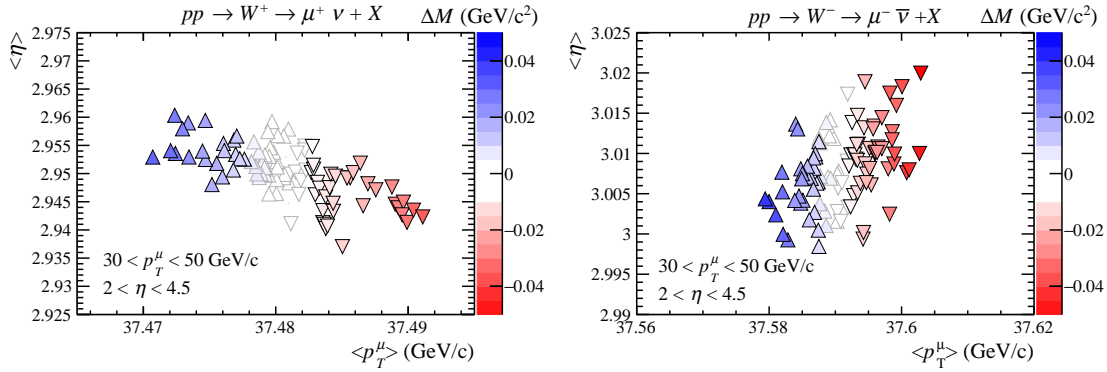 pp → W⁺ → μ⁺ ν + X ΔM (GeV/c²)
<η>
2.975
2.97
2.965
2.96
2.955
2.95
2.945
2.94
2.935
2.93
2.925
30 < p_T^μ < 50 GeV/c
2 < η < 4.5
37.47 37.48 37.49
<p_T^μ> (GeV/c)
0.04
0.02
0
−0.02
−0.04
pp → W⁻ → μ⁻ ν̅ +X ΔM (GeV/c²)
<η>
3.025
3.02
3.015
3.01
3.005
3
2.995
2.99
30 < p_T^μ < 50 GeV/c
2 < η < 4.5
37.56 37.58 37.6 37.62
<p_T^μ> (GeV/c)
0.04
0.02
0
−0.02
−0.04